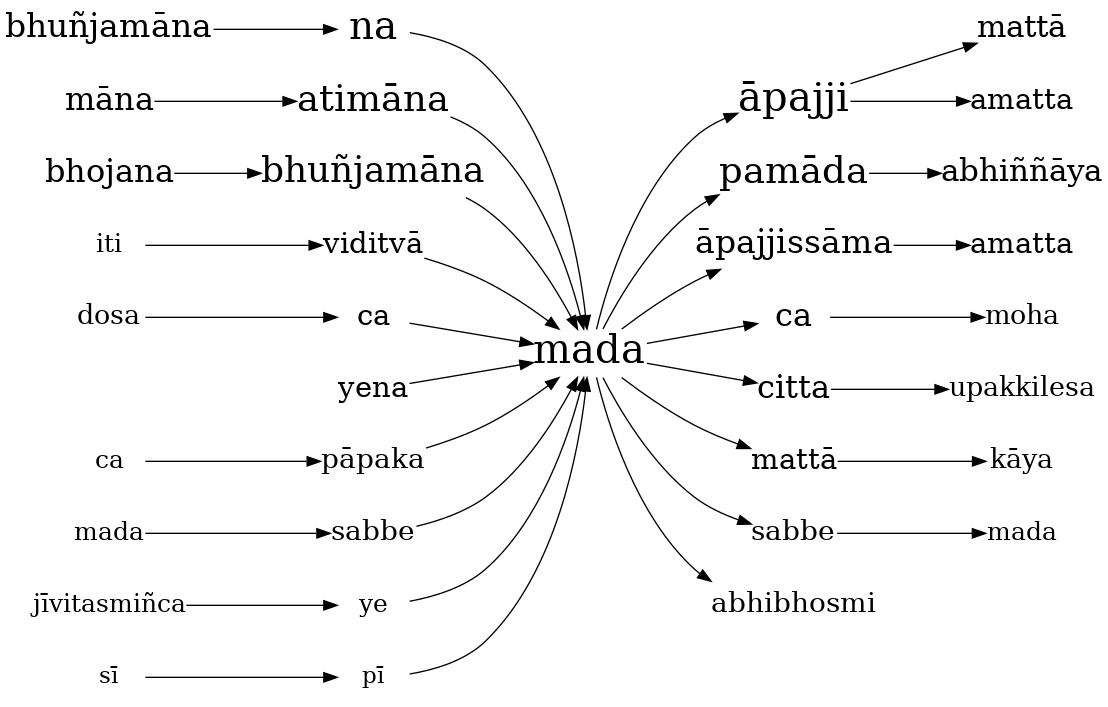 bhuñjamāna na mattā
māna atimāna āpajji amatta
bhojana bhuñjamāna pamāda abhiññāya
iti viditvā āpajjissāma amatta
dosa ca ca moha
mada
yena citta upakkilesa
ca pāpaka mattā kāya
mada sabbe sabbe mada
jīvitasmiñca ye abhibhosmi
sī pī